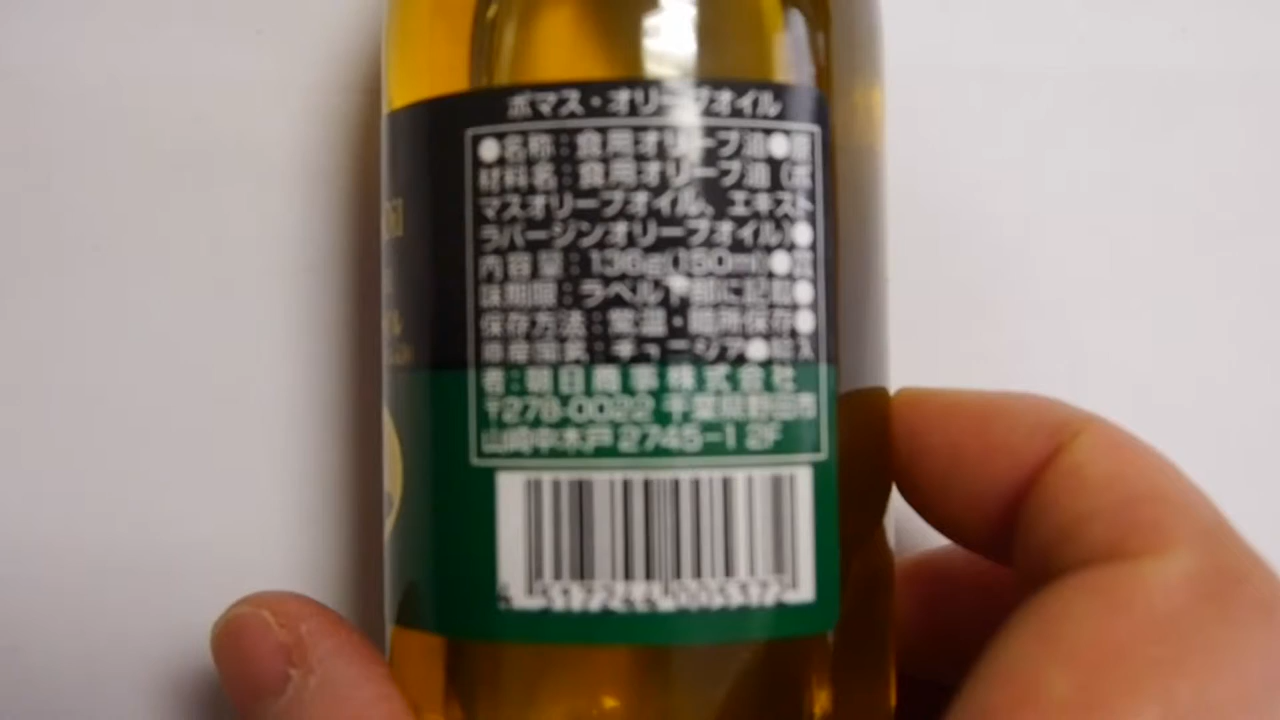 ポマス・オリーブオイル
●名称：食用オリーブ油●原
材料名：食用オリーブ油（ポ
マスオリーブオイル、エキスト
ラバージンオリーブオイル）●
内容量：136g(150ml)●賞
味期限：ラベル下部に記載●
保存方法：常温・暗所保存●
原産国名：チュニジア●輸入
者：朝日商事株式会社
〒278-0022 千葉県野田市
山崎中木戸2745-1 2F